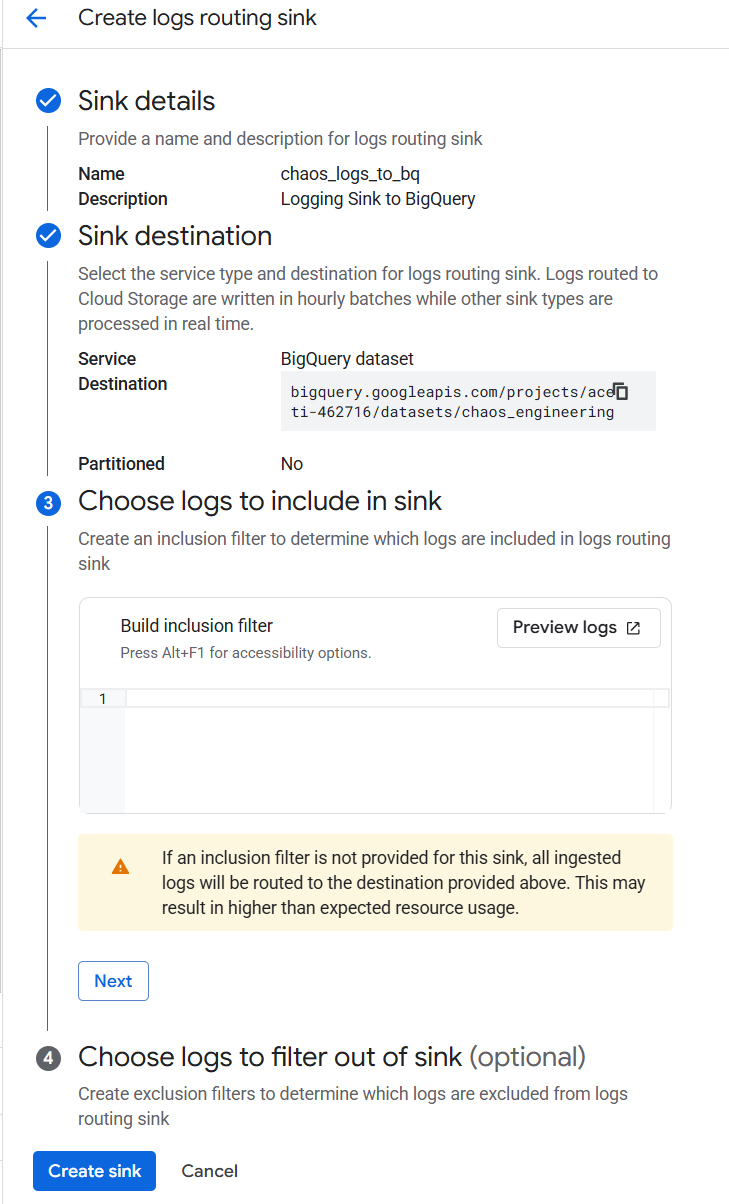 Create logs routing sink
Sink details
Provide a name and description for logs routing sink
Name chaos_logs_to_bq
Description Logging Sink to BigQuery
Sink destination
Select the service type and destination for logs routing sink. Logs routed to
Cloud Storage are written in hourly batches while other sink types are
processed in real time.
Service BigQuery dataset
Destination
bigquery.googleapis.com/projects/ace
ti-462716/datasets/chaos_engineering
Partitioned No
3 Choose logs to include in sink
Create an inclusion filter to determine which logs are included in logs routing
sink
Build inclusion filter
Preview logs
Press Alt+F1 for accessibility options.
1
If an inclusion filter is not provided for this sink, all ingested
logs will be routed to the destination provided above. This may
result in higher than expected resource usage.
Next
4 Choose logs to filter out of sink (optional)
Create exclusion filters to determine which logs are excluded from logs
routing sink
Create sink Cancel